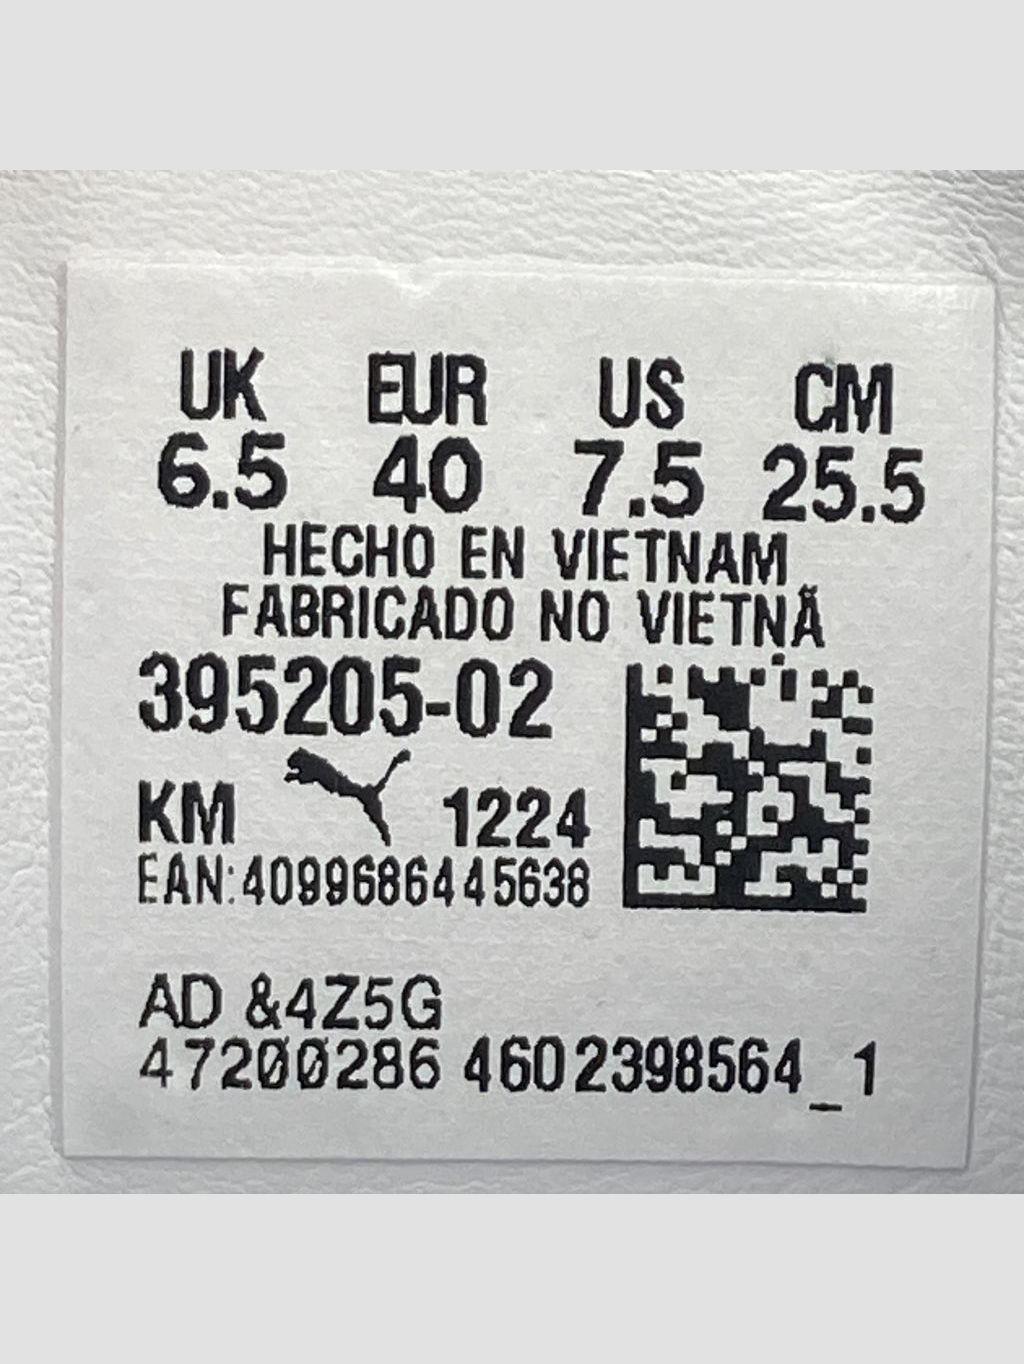 UK EUR US CM
6.5 40 7.5 25.5
HECHO EN VIETNAM
FABRICADO NO VIETNÃ
395205-02
KM 1224
EAN:4099686445638
AD &4Z5G
47200286 4602398564_1